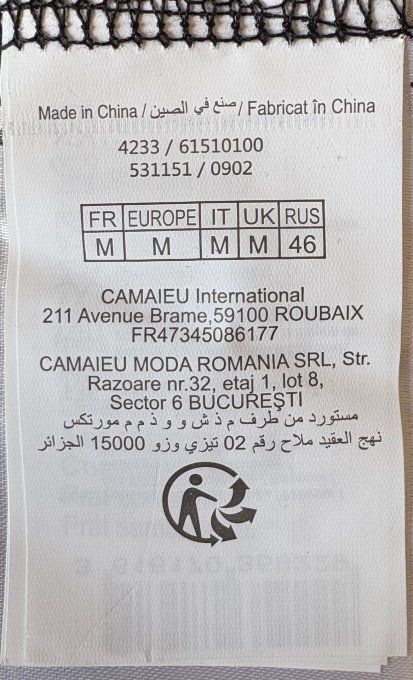 Made in China / صنع في الصين / Fabricat în China
4233 / 61510100
531151 / 0902
FR EUROPE IT UK RUS
M M M M 46
CAMAIEU International
211 Avenue Brame,59100 ROUBAIX
FR47345086177
CAMAIEU MODA ROMANIA SRL, Str.
Razoare nr.32, etaj 1, lot 8,
Sector 6 BUCUREŞTI
مستورد من طرف م ذ ش و و ذ م م مورتكس
نهج العقيد ملاح رقم 02 تيزي وزو 15000 الجزائر